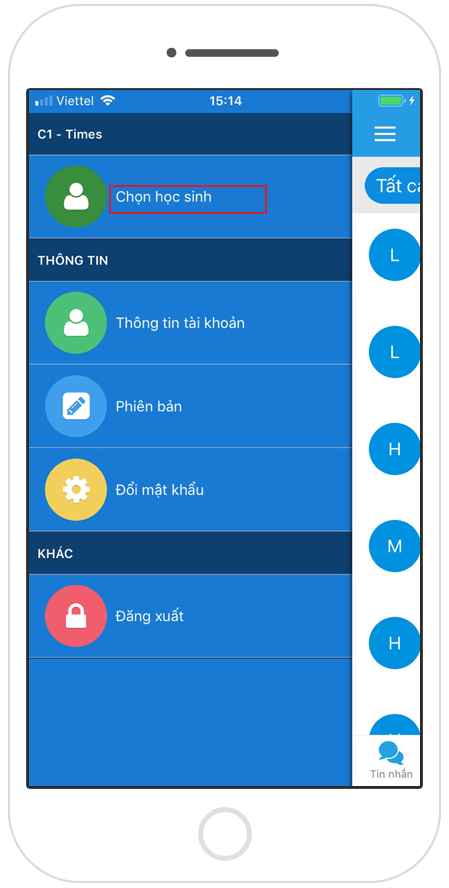 Viettel 15:14
C1 - Times
Chọn học sinh
THÔNG TIN
Thông tin tài khoản
Phiên bản
Đổi mật khẩu
KHÁC
Đăng xuất
Tất
L
L
H
M
H
Tin nhắn